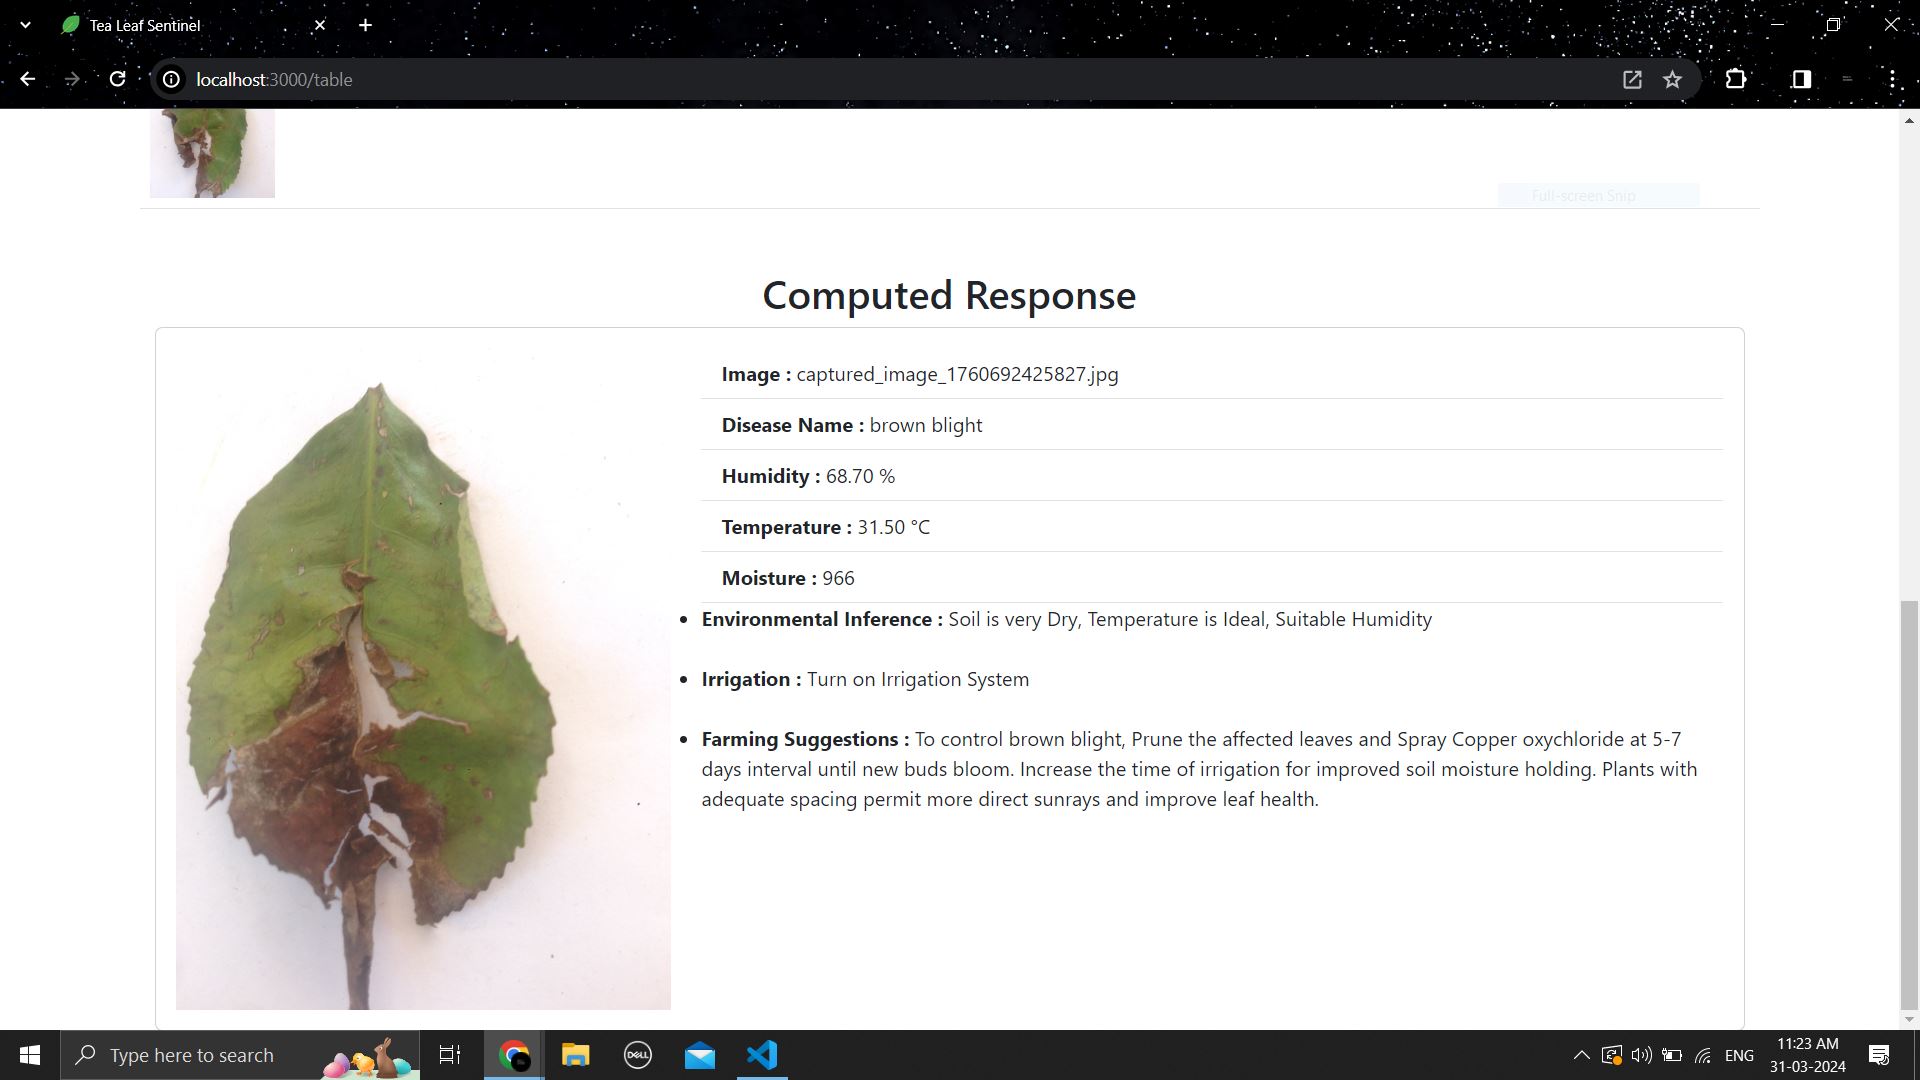 Tea Leaf Sentinel
localhost:3000/table
Full-screen Snip
Computed Response
Image : captured_image_1760692425827.jpg
Disease Name : brown blight
Humidity : 68.70 %
Temperature : 31.50 °C
Moisture : 966
Environmental Inference : Soil is very Dry, Temperature is Ideal, Suitable Humidity
Irrigation : Turn on Irrigation System
Farming Suggestions : To control brown blight, Prune the affected leaves and Spray Copper oxychloride at 5-7
days interval until new buds bloom. Increase the time of irrigation for improved soil moisture holding. Plants with
adequate spacing permit more direct sunrays and improve leaf health.
Type here to search
DELL
ENG
11:23 AM
31-03-2024